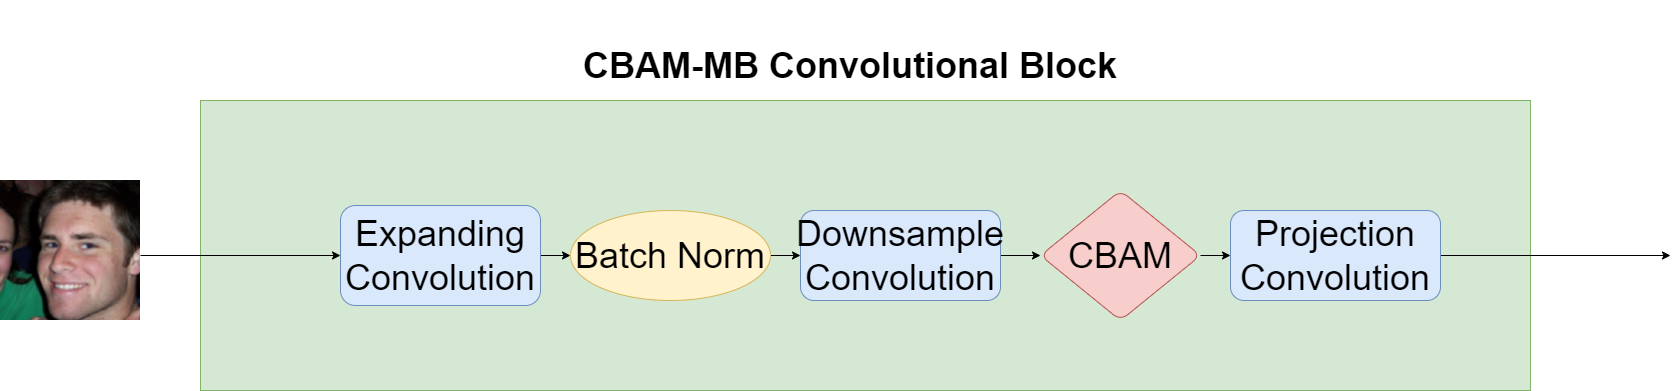 CBAM-MB Convolutional Block
Expanding
Convolution
Batch Norm
Downsample
Convolution
CBAM
Projection
Convolution